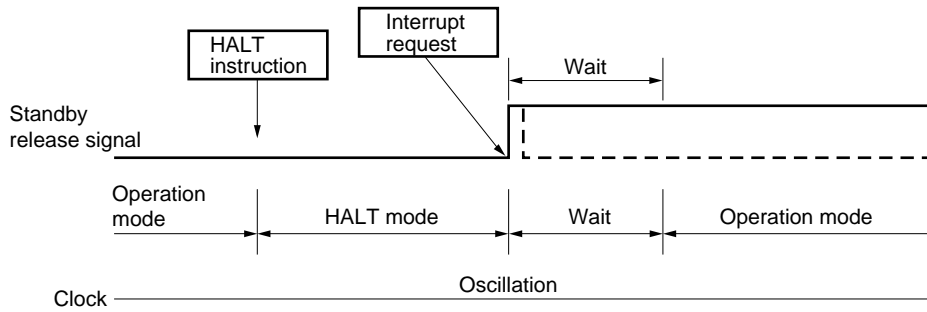 Interrupt
request
HALT
instruction
Wait
Standby
release signal
Operation
mode
HALT mode
Wait
Operation mode
Oscillation
Clock